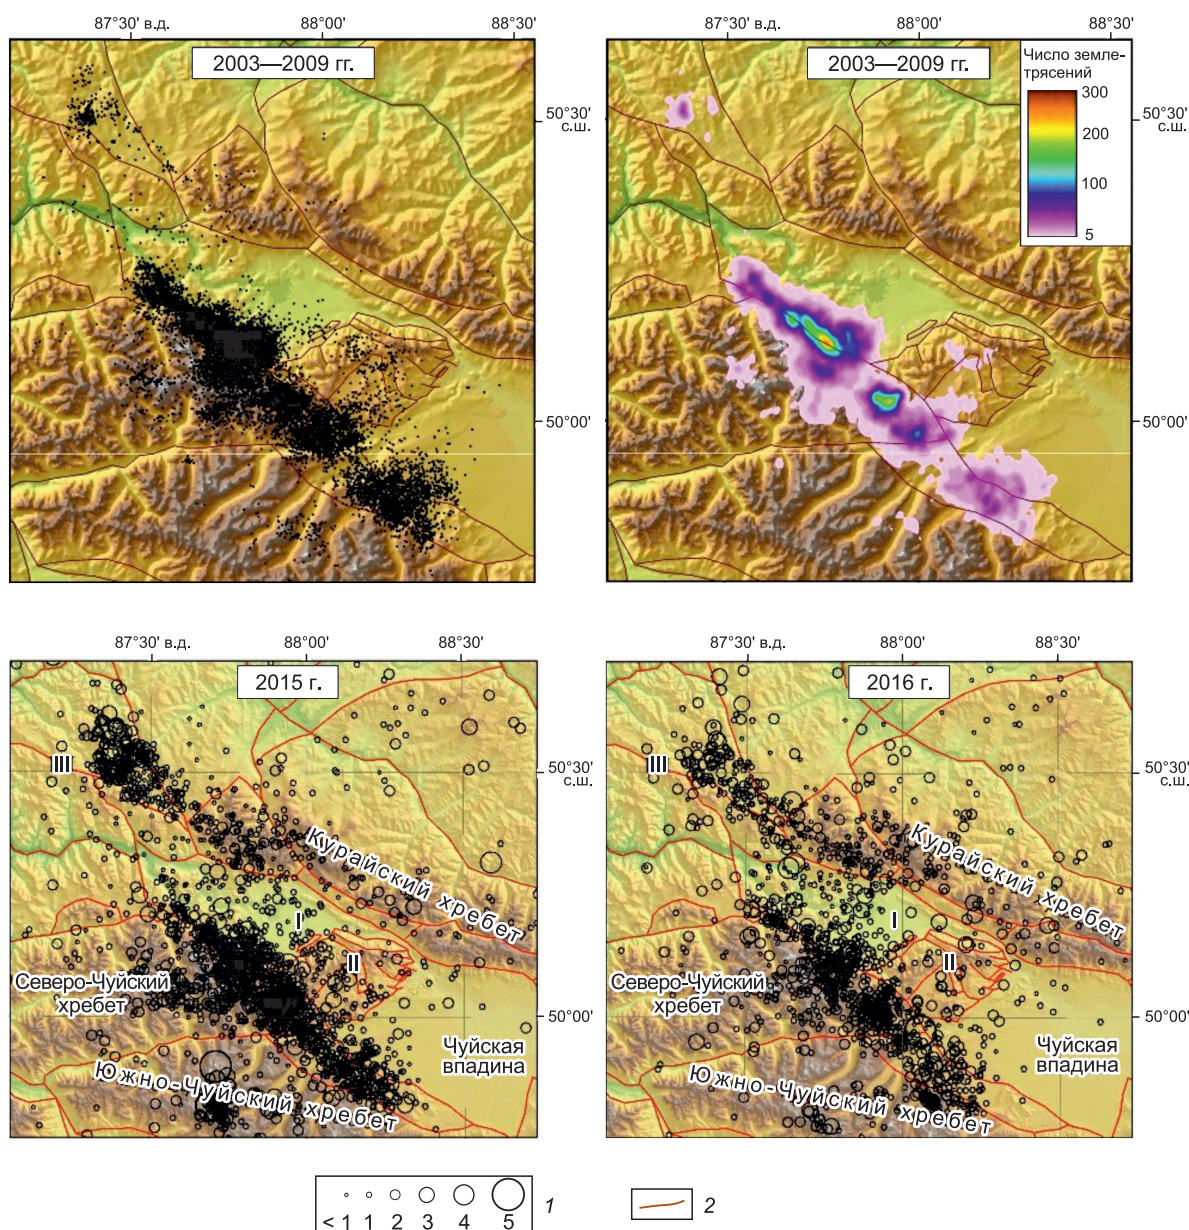 87°30' в.д.
88°00'
88°30'
87°30'
88°00'
88°30'
2003—2009 гг.
2003—2009 гг.
Число земле-
трясений
300
200
100
5
50°30'
с.ш.
50°30'
с.ш.
50°00'
50°00'
87°30' в.д.
88°00'
88°30'
87°30' в.д.
88°00'
88°30'
2015 г.
2016 г.
III
III
50°30'
с.ш.
50°30'
с.ш.
Курайский хребет
Курайский хребет
I
I
II
II
Северо-Чуйский
хребет
Северо-Чуйский
хребет
50°00'
50°00'
Чуйская
впадина
Чуйская
впадина
Южно-Чуйский хребет
Южно-Чуйский хребет
1
2
< 1 1 2 3 4 5